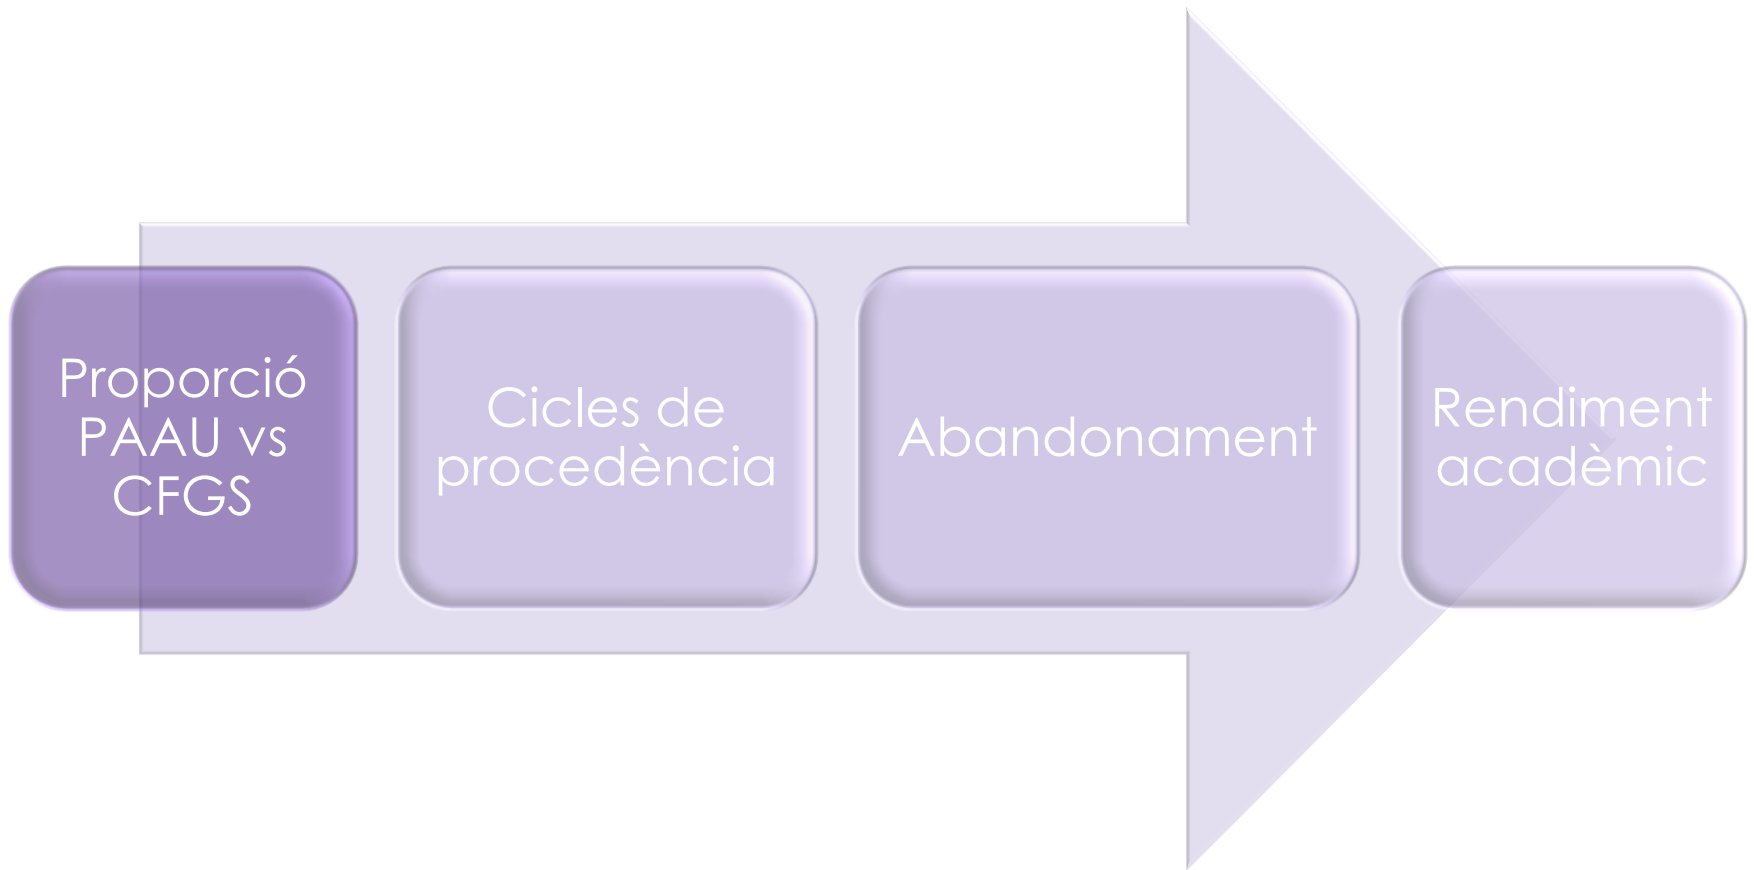 Proporció
PAAU vs
CFGS
Cicles de
procedència
Abandonament
Rendiment
acadèmic